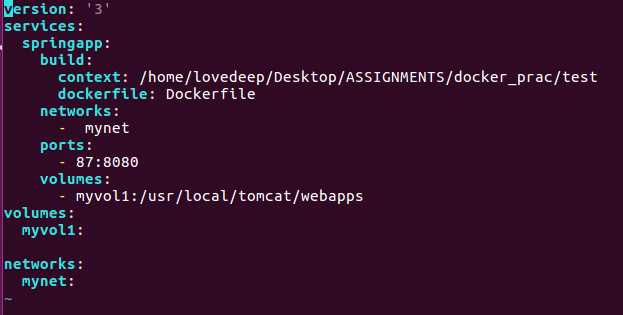 version: '3'
services:
  springapp:
    build:
      context: /home/lovedeep/Desktop/ASSIGNMENTS/docker_prac/test
      dockerfile: Dockerfile
    networks:
      -  mynet
    ports:
      - 87:8080
    volumes:
      - myvol1:/usr/local/tomcat/webapps
volumes:
  myvol1:

networks:
  mynet:
~